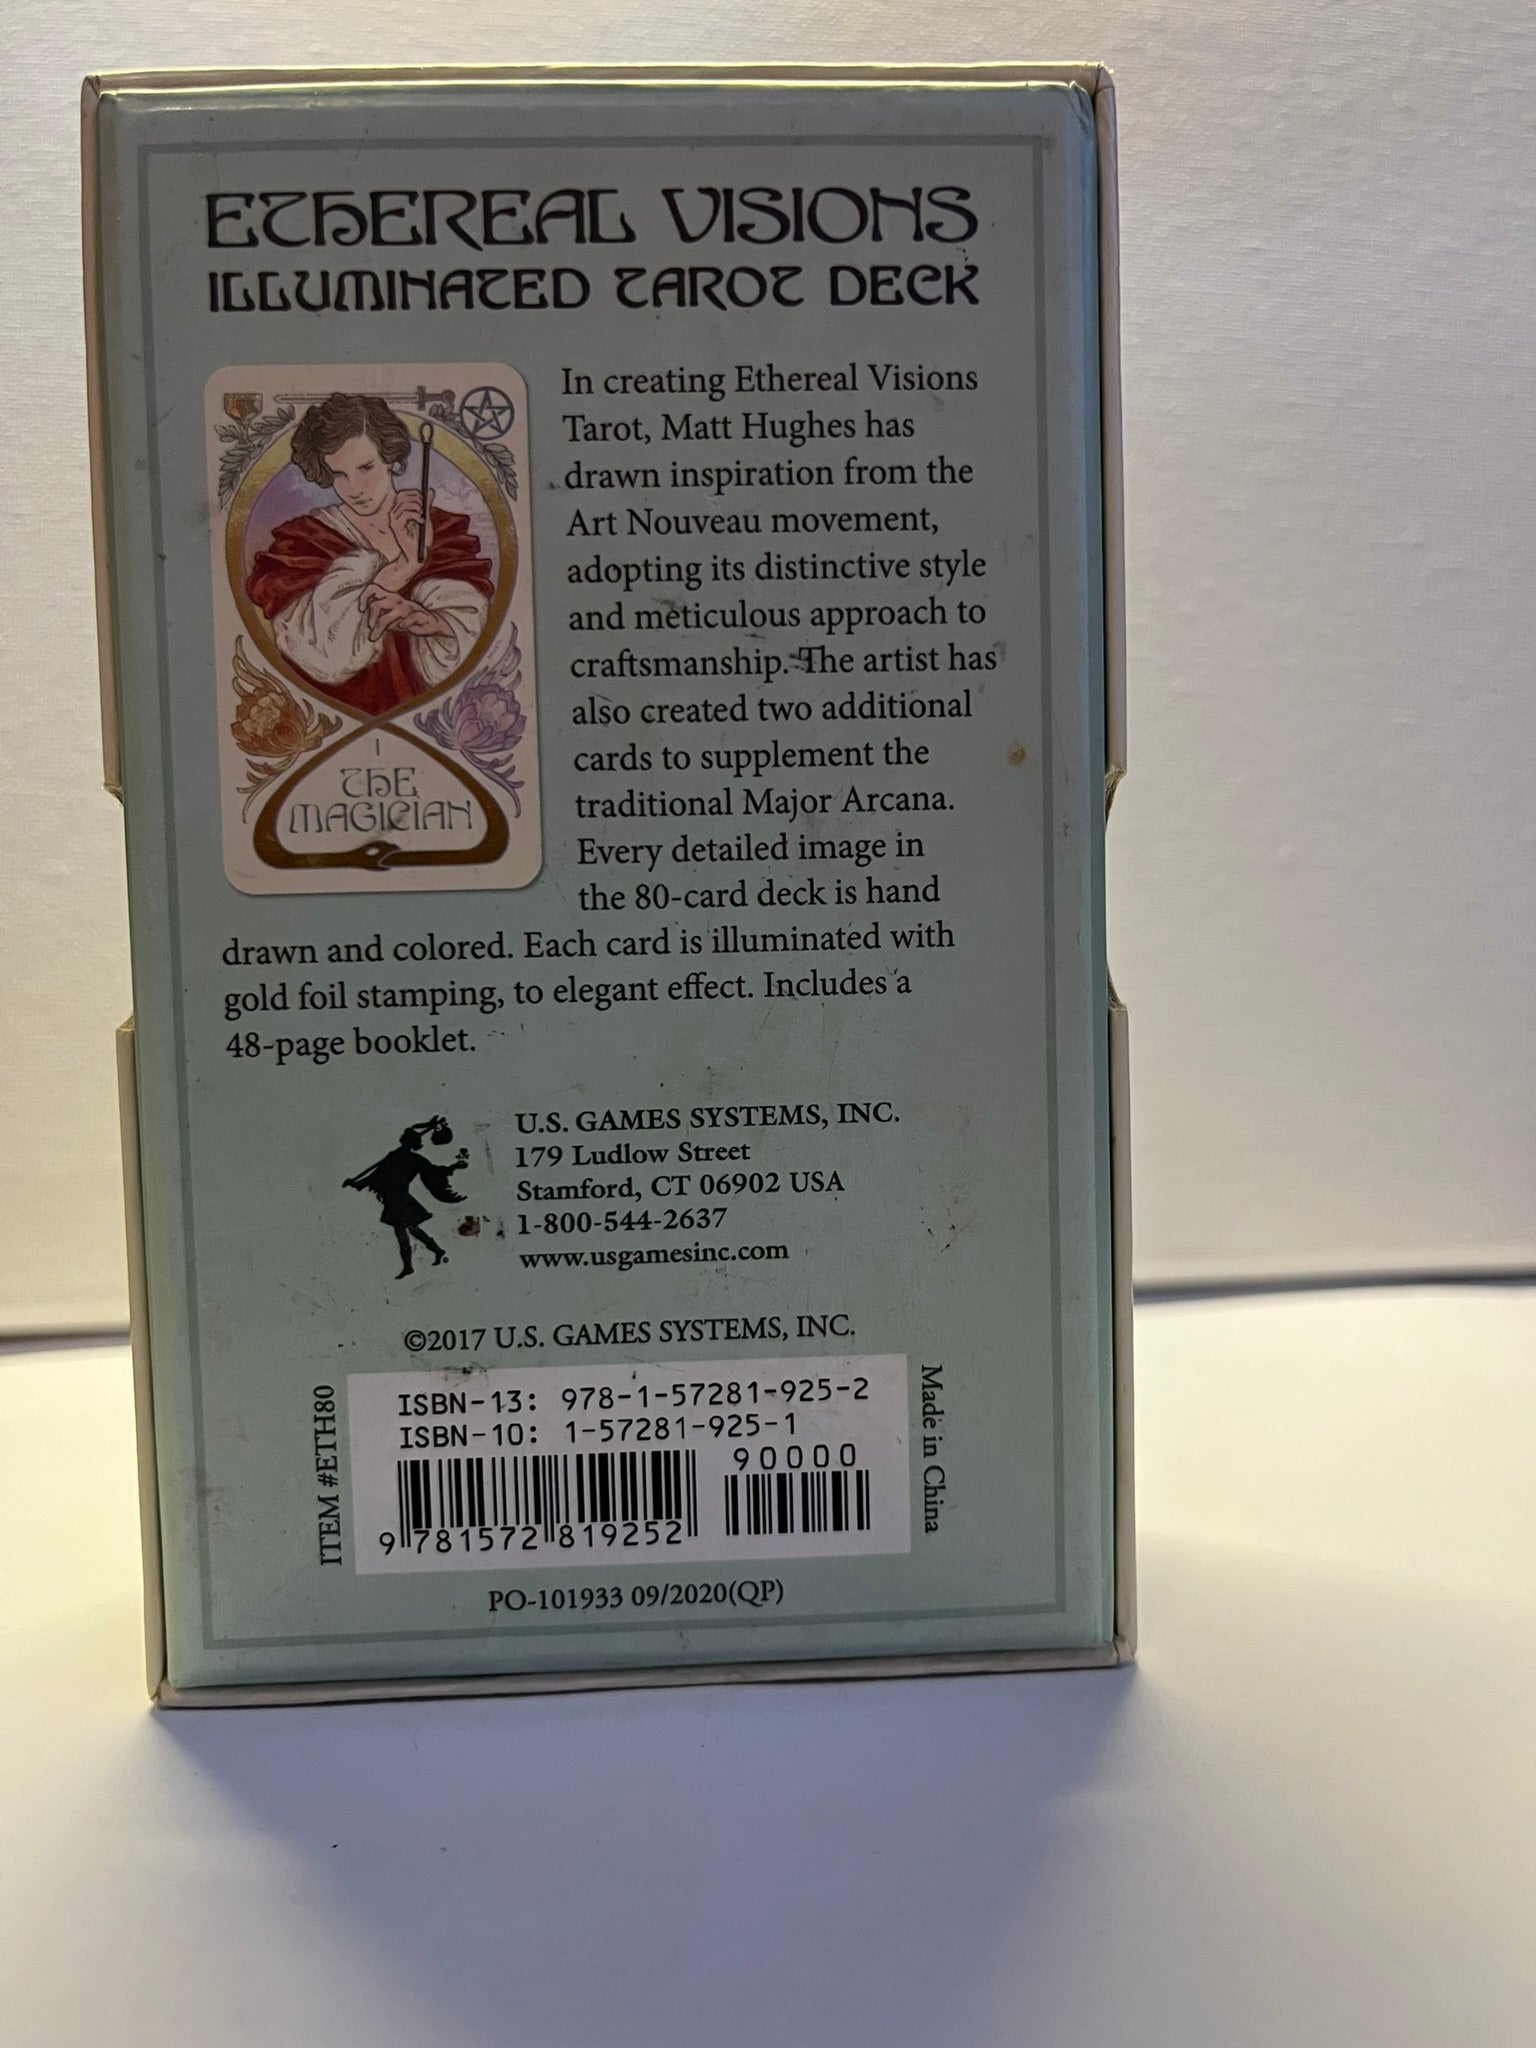 ETHEREAL VISIONS
ILLUMINATED TAROT DECK
I
THE
MAGICIAN
In creating Ethereal Visions
Tarot, Matt Hughes has
drawn inspiration from the
Art Nouveau movement,
adopting its distinctive style
and meticulous approach to
craftsmanship. The artist has
also created two additional
cards to supplement the
traditional Major Arcana.
Every detailed image in
the 80-card deck is hand
drawn and colored. Each card is illuminated with
gold foil stamping, to elegant effect. Includes a
48-page booklet.
U.S. GAMES SYSTEMS, INC.
179 Ludlow Street
Stamford, CT 06902 USA
1-800-544-2637
www.usgamesinc.com
©2017 U.S. GAMES SYSTEMS, INC.
ITEM #ETH80
ISBN-13: 978-1-57281-925-2
ISBN-10: 1-57281-925-1
90000
9 781572 819252
Made in China
PO-101933 09/2020(QP)